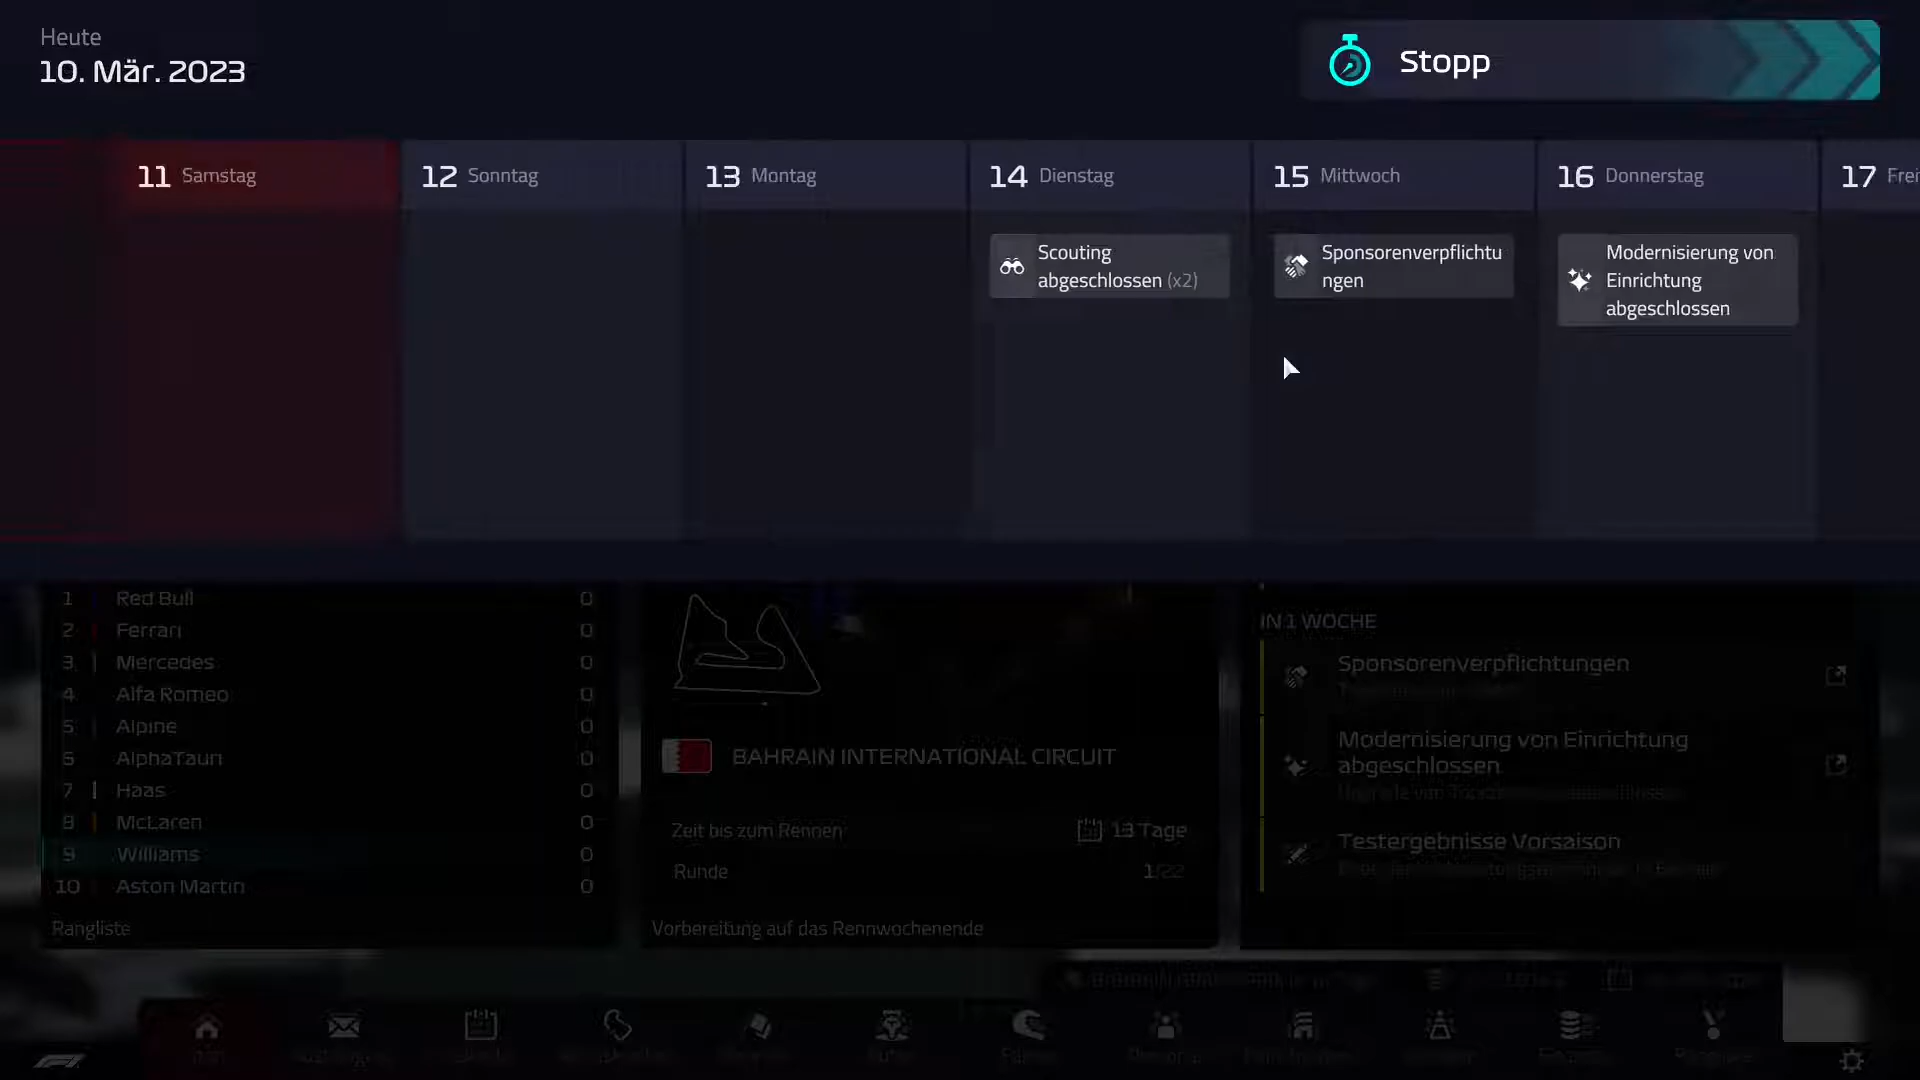 Heute
10. Mär. 2023
Stopp
11 Samstag
12 Sonntag
13 Montag
14 Dienstag
15 Mittwoch
16 Donnerstag
17 Frei
Scouting
abgeschlossen (x2)
Sponsorenverpflichtu
ngen
Modernisierung von
Einrichtung
abgeschlossen
1 Red Bull 0
2 Ferrari 0
3 Mercedes 0
4 Alfa Romeo 0
5 Alpine 0
6 AlphaTauri 0
7 Haas 0
8 McLaren 0
9 Williams 0
10 Aston Martin 0
Rangliste
BAHRAIN INTERNATIONAL CIRCUIT
Zeit bis zum Rennen 13 Tage
Runde 1/22
Vorbereitung auf das Rennwochenende
IN 1 WOCHE
Sponsorenverpflichtungen
Modernisierung von Einrichtung
abgeschlossen
Testergebnisse Vorsaison